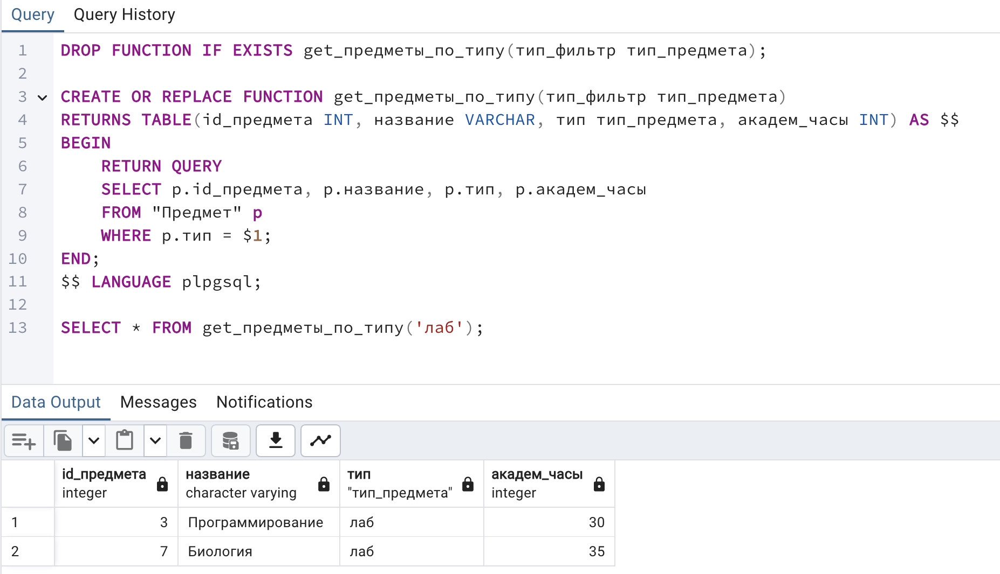 Query Query History
1 DROP FUNCTION IF EXISTS get_предметы_по_типу(тип_фильтр тип_предмета);
2
3 CREATE OR REPLACE FUNCTION get_предметы_по_типу(тип_фильтр тип_предмета)
4 RETURNS TABLE(id_предмета INT, название VARCHAR, тип тип_предмета, академ_часы INT) AS $$
5 BEGIN
6 RETURN QUERY
7 SELECT p.id_предмета, p.название, p.тип, p.академ_часы
8 FROM "Предмет" p
9 WHERE p.тип = $1;
10 END;
11 $$ LANGUAGE plpgsql;
12
13 SELECT * FROM get_предметы_по_типу('лаб');
Data Output Messages Notifications
id_предмета название тип академ_часы
integer character varying "тип_предмета" integer
1 3 Программирование лаб 30
2 7 Биология лаб 35